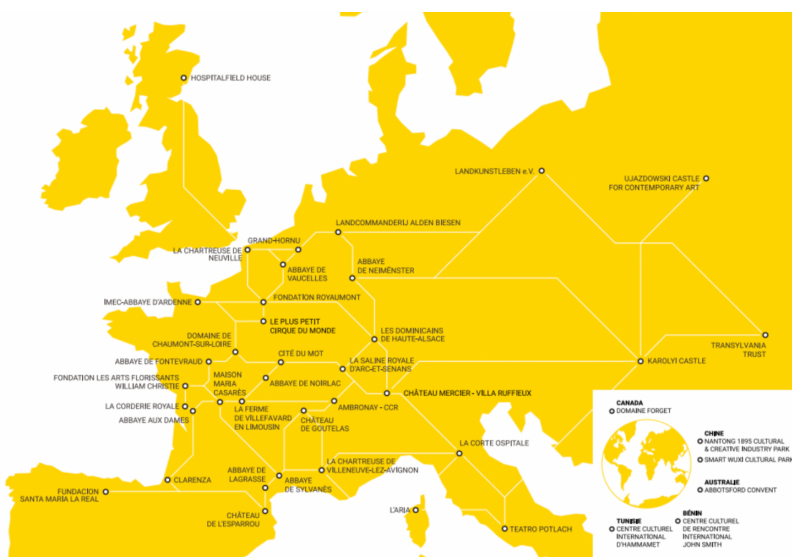 HOSPITALFIELD HOUSE
LANDKUNSTLEBEN e.V.
UJAZDOWSKI CASTLE
FOR CONTEMPORARY ART
LANDCOMMANDERIJ ALDEN BIESEN
GRAND-HORNU
LA CHARTREUSE DE
NEUVILLE
ABBAYE DE
VAUCELLES
ABBAYE
DE NEIMËNSTER
IMEC-ABBAYE D'ARDENNE
FONDATION ROYAUMONT
LE PLUS PETIT
CIRQUE DU MONDE
DOMAINE DE
CHAUMONT-SUR-LOIRE
LES DOMINICAINS
DE HAUTE-ALSACE
TRANSYLVANIA
TRUST
ABBAYE DE FONTEVRAUD
CITÉ DU MOT
LA SALINE ROYALE
D'ARC-ET-SENANS
KAROLYI CASTLE
FONDATION LES ARTS FLORISSANTS
WILLIAM CHRISTIE
MAISON
MARIA
CASARÈS
ABBAYE DE NOIRLAC
CHÂTEAU MERCIER - VILLA RUFFIEUX
LA CORDERIE ROYALE
ABBAYE AUX DAMES
LA FERME
DE VILLEFAVARD
EN LIMOUSIN
AMBRONAY - CCR
CHÂTEAU
DE GOUTELAS
LA CORTE OSPITALE
CLARENZA
ABBAYE DE
LAGRASSE
ABBAYE
DE SYLVANÈS
LA CHARTREUSE DE
VILLENEUVE-LEZ-AVIGNON
FUNDACION
SANTA MARIA LA REAL
CHÂTEAU
DE L'ESPARROU
L'ARIA
TEATRO POTLACH
CANADA
DOMAINE FORGET
CHINE
NANTONG 1895 CULTURAL
& CREATIVE INDUSTRY PARK
SMART WUXI CULTURAL PARK
AUSTRALIE
ABBOTSFORD CONVENT
TUNISIE
CENTRE CULTUREL
INTERNATIONAL
D'HAMMAMET
BÉNIN
CENTRE CULTUREL
DE RENCONTRE
INTERNATIONAL
JOHN SMITH